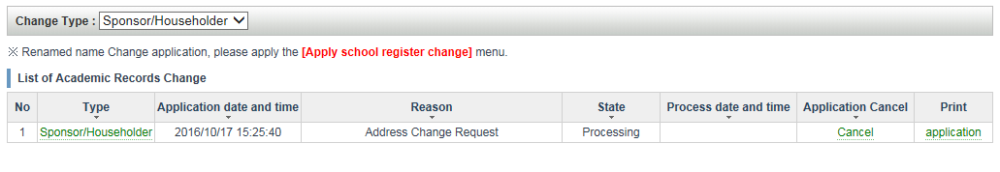 Change Type : Sponsor/Householder
※ Renamed name Change application, please apply the [Apply school register change] menu.
List of Academic Records Change
No Type Application date and time Reason State Process date and time Application Cancel Print
1 Sponsor/Householder 2016/10/17 15:25:40 Address Change Request Processing Cancel application